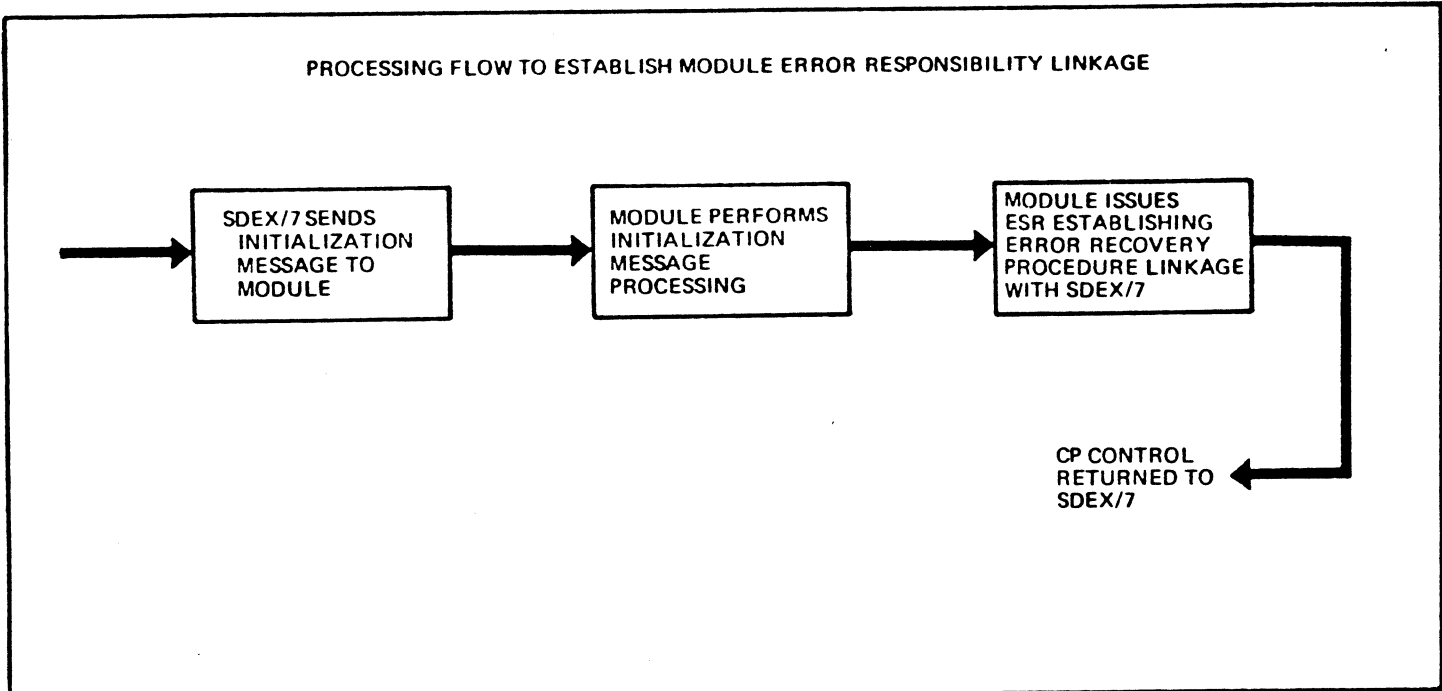 PROCESSING FLOW TO ESTABLISH MODULE ERROR RESPONSIBILITY LINKAGE
SDEX/7 SENDS
INITIALIZATION
MESSAGE TO
MODULE
MODULE PERFORMS
INITIALIZATION
MESSAGE
PROCESSING
MODULE ISSUES
ESR ESTABLISHING
ERROR RECOVERY
PROCEDURE LINKAGE
WITH SDEX/7
CP CONTROL
RETURNED TO
SDEX/7